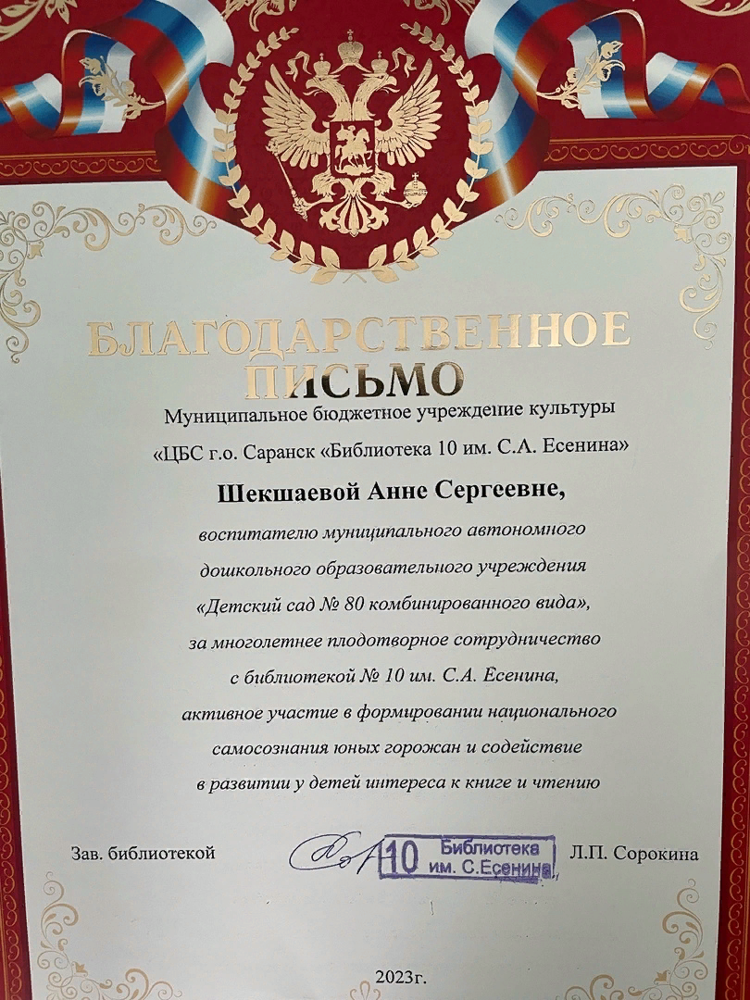 БЛАГОДАРСТВЕННОЕ
ПИСЬМО
Муниципальное бюджетное учреждение культуры
«ЦБС г.о. Саранск «Библиотека 10 им. С.А. Есенина»
Шекшаевой Анне Сергеевне,
воспитателю муниципального автономного
дошкольного образовательного учреждения
«Детский сад № 80 комбинированного вида»,
за многолетнее плодотворное сотрудничество
с библиотекой № 10 им. С.А. Есенина,
активное участие в формировании национального
самосознания юных горожан и содействие
в развитии у детей интереса к книге и чтению
Зав. библиотекой
10 Библиотека
им. С.Есенина
Л.П. Сорокина
2023г.